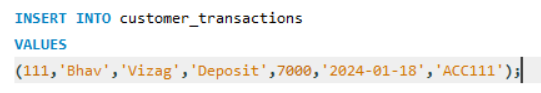 INSERT INTO customer_transactions
VALUES
(111,'Bhav','Vizag','Deposit',7000,'2024-01-18','ACC111');